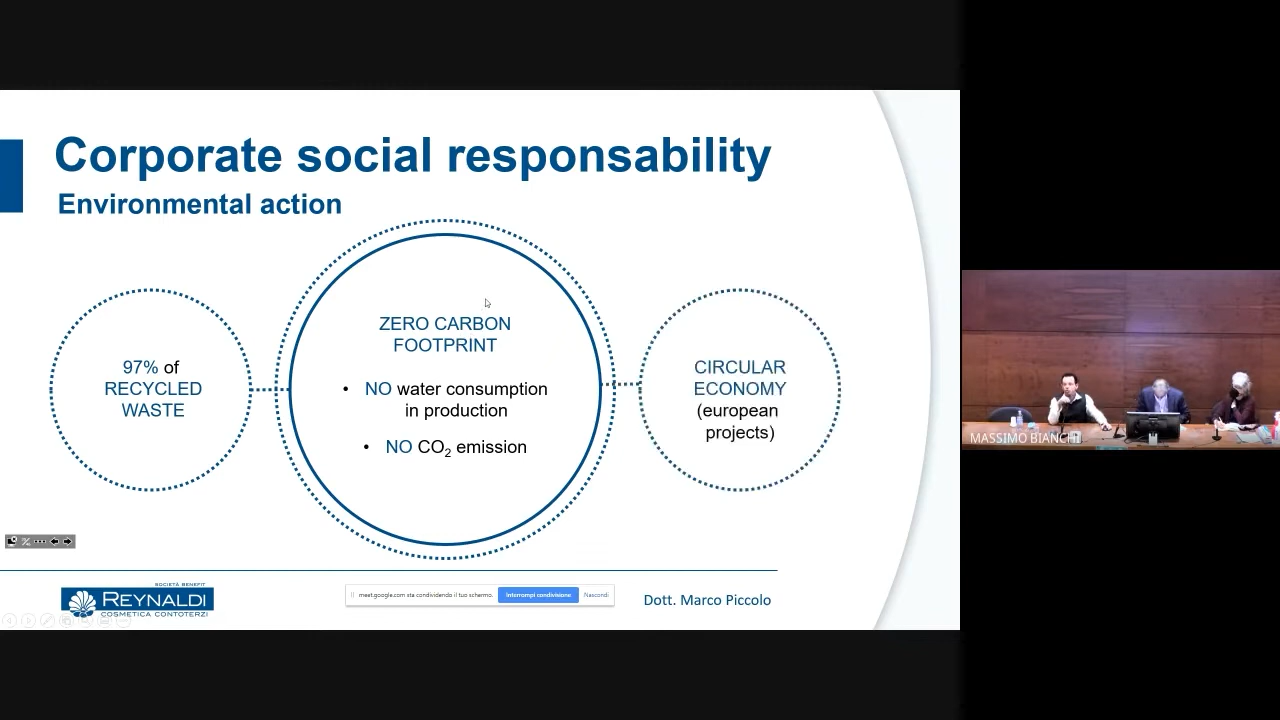 Corporate social responsability
Environmental action
97% of
RECYCLED
WASTE
ZERO CARBON
FOOTPRINT
• NO water consumption
in production
• NO CO₂ emission
CIRCULAR
ECONOMY
(european
projects)
MASSIMO BIANCHI
SOCIETÀ BENEFIT
REYNALDI
COSMETICA CONTOTERZI
meet.google.com sta condividendo il tuo schermo.
Interrompi condivisione
Nascondi
Dott. Marco Piccolo